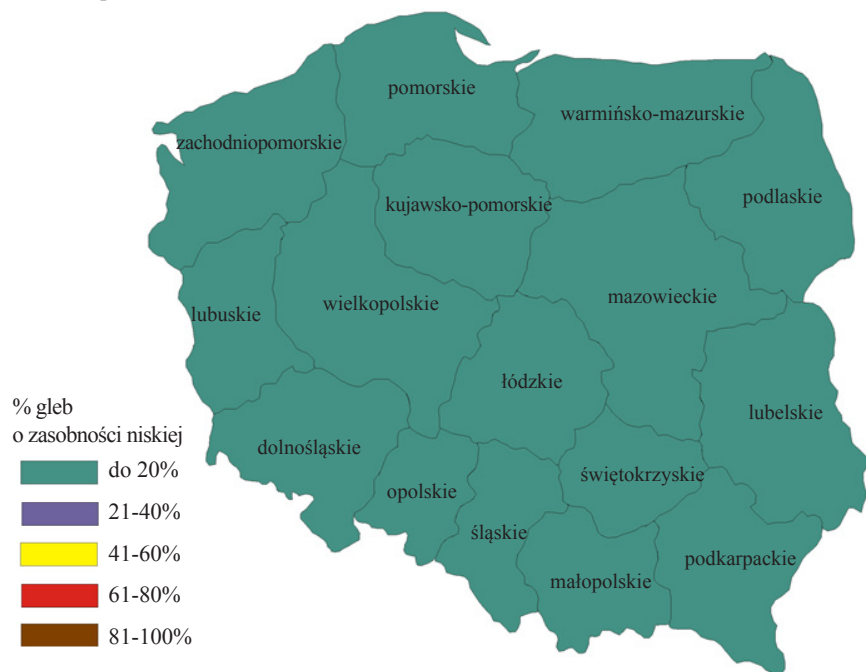 pomorskie
warmińsko-mazurskie
zachodniopomorskie
kujawsko-pomorskie
podlaskie
mazowieckie
wielkopolskie
lubuskie
łódzkie
lubelskie
dolnośląskie
świętokrzyskie
opolskie
śląskie
podkarpackie
małopolskie
% gleb
o zasobności niskiej
do 20%
21-40%
41-60%
61-80%
81-100%